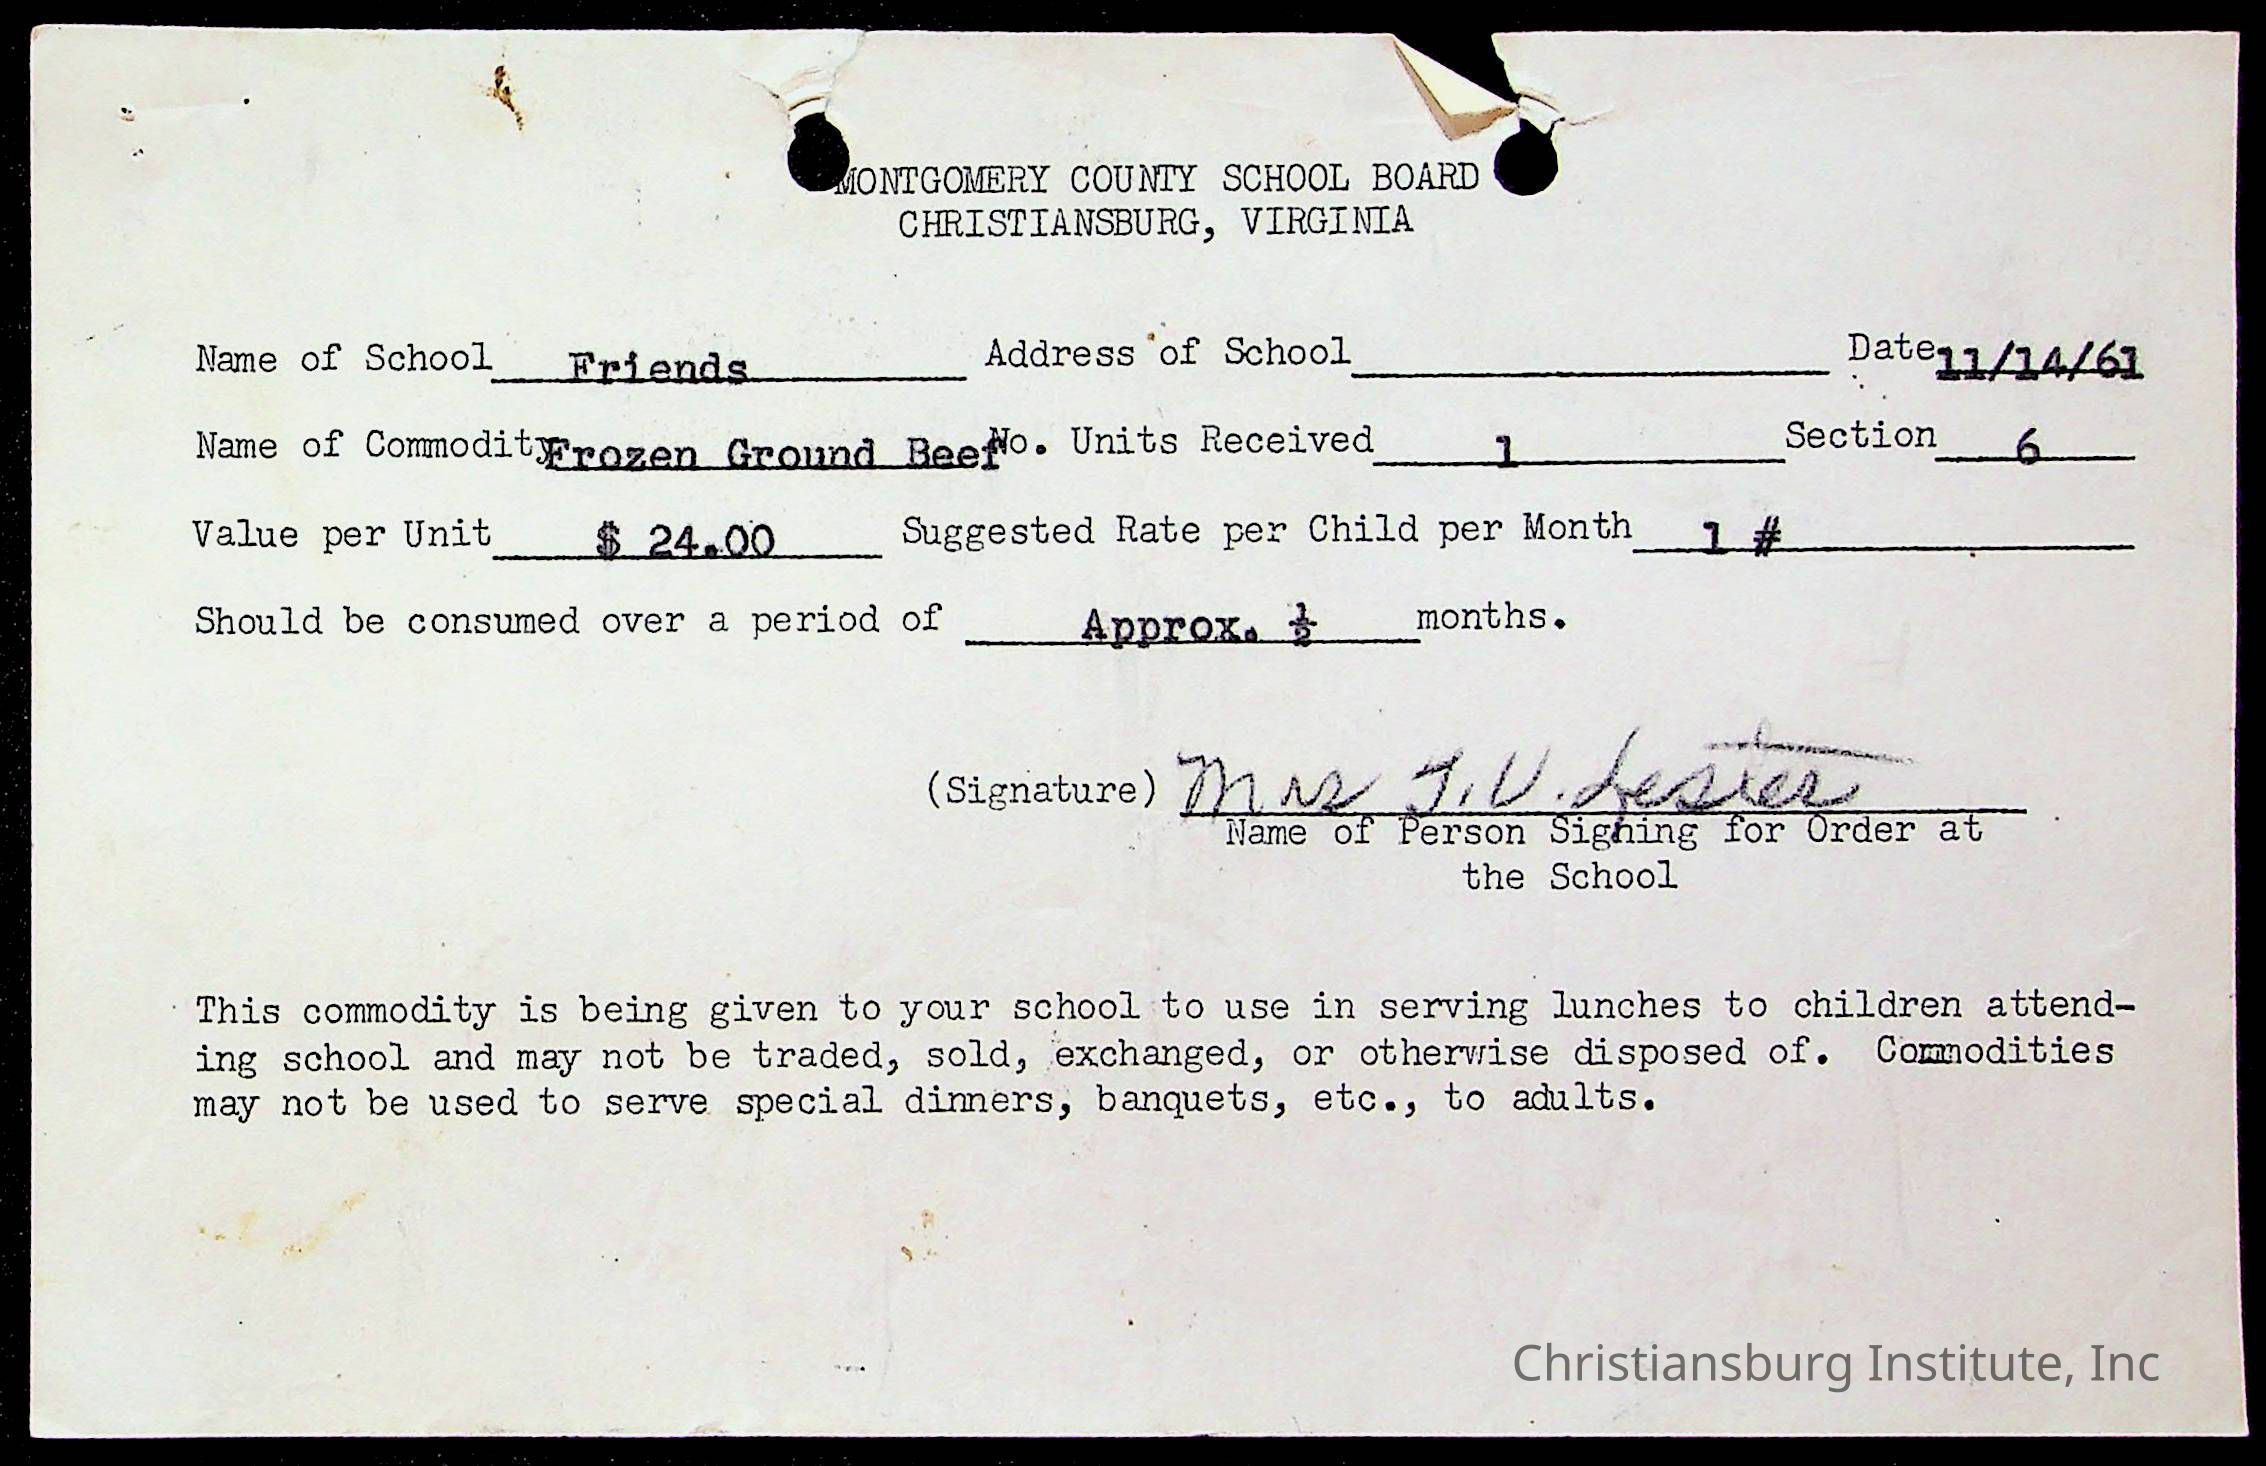 MONTGOMERY COUNTY SCHOOL BOARD
CHRISTIANSBURG, VIRGINIA
Name of School Friends Address of School Date 11/14/61
Name of Commodity Frozen Ground Beef No. Units Received 1 Section 6
Value per Unit $ 24.00 Suggested Rate per Child per Month 1 #
Should be consumed over a period of Approx. ½ months.
(Signature) Mrs T.V. Lester
Name of Person Signing for Order at
the School
This commodity is being given to your school to use in serving lunches to children attend-
ing school and may not be traded, sold, exchanged, or otherwise disposed of. Commodities
may not be used to serve special dinners, banquets, etc., to adults.
Christiansburg Institute, Inc